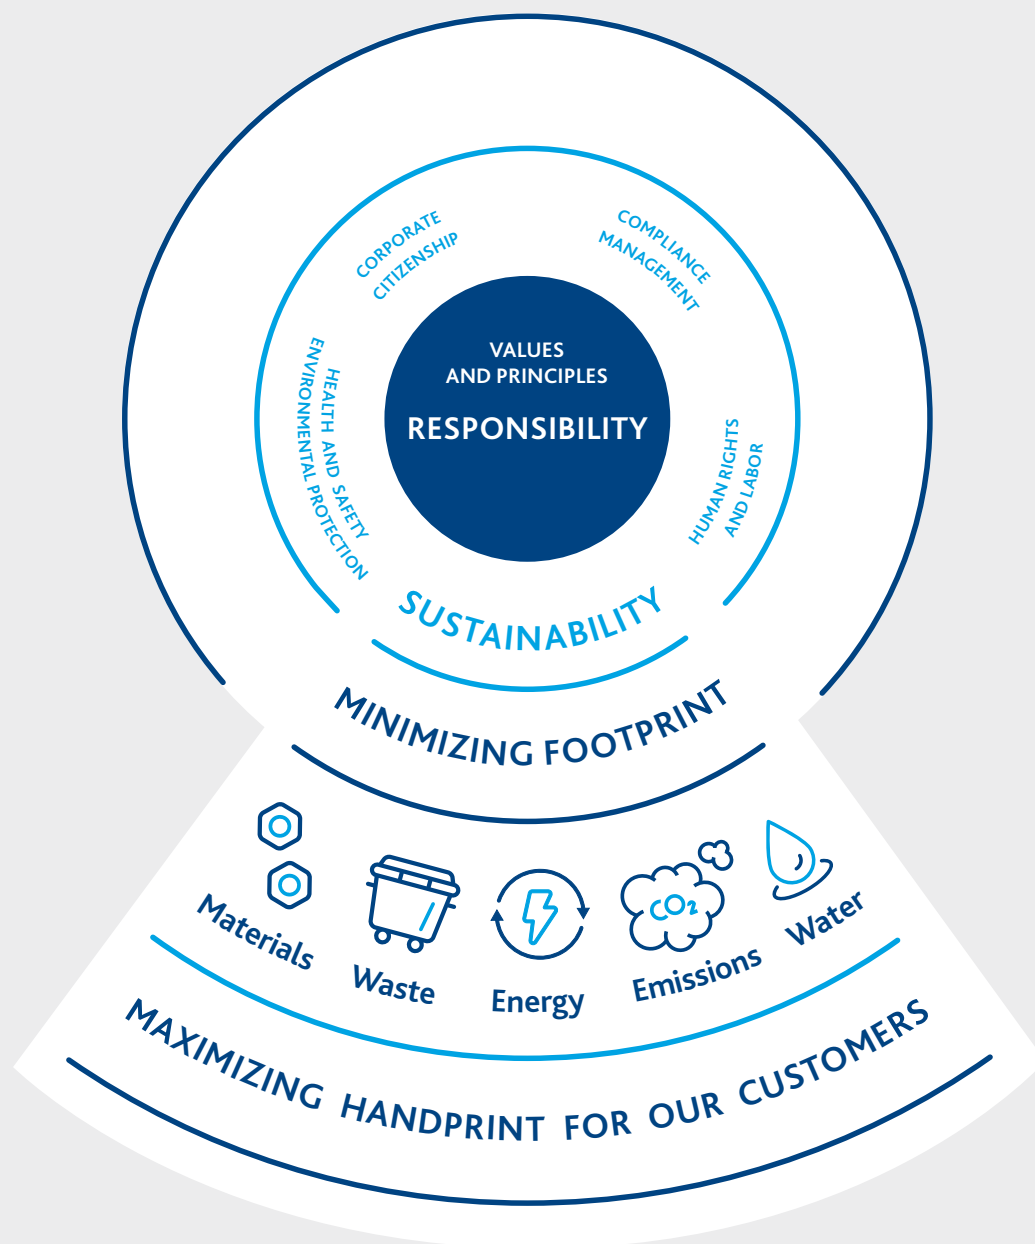 CORPORATE
CITIZENSHIP
COMPLIANCE
MANAGEMENT
VALUES
AND PRINCIPLES
RESPONSIBILITY
HEALTH AND SAFETY
ENVIRONMENTAL PROTECTION
HUMAN RIGHTS
AND LABOR
SUSTAINABILITY
MINIMIZING FOOTPRINT
CO2
Materials
Waste
Energy
Emissions
Water
MAXIMIZING HANDPRINT FOR OUR CUSTOMERS